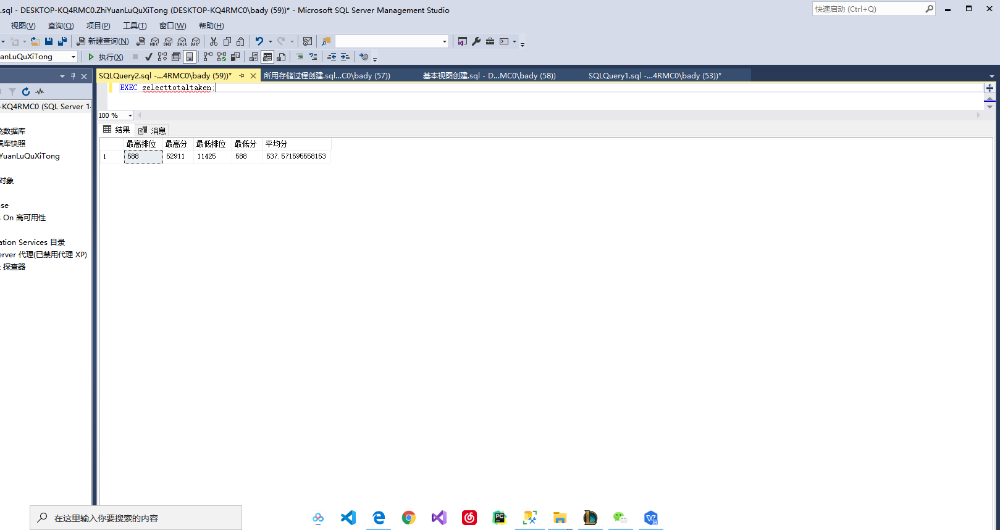 .sql - DESKTOP-KQ4RMC0.ZhiYuanLuQuXiTong (DESKTOP-KQ4RMC0\bady (59))* - Microsoft SQL Server Management Studio
快速启动 (Ctrl+Q)
视图(V) 查询(Q) 项目(P) 工具(T) 窗口(W) 帮助(H)
新建查询(N) MDX DMX XMLA DAX
anLuQuXiTong 执行(X)
SQLQuery2.sql -...4RMC0\bady (59))* 所用存储过程创建.sql...C0\bady (57)) 基本视图创建.sql - D...MC0\bady (58)) SQLQuery1.sql -...4RMC0\bady (53))*
EXEC selecttotaltaken;
-KQ4RMC0 (SQL Server 1
100 %
结果 消息
统数据库
据库快照
YuanLuQuXiTong
对象
se
On 高可用性
ation Services 目录
erver 代理(已禁用代理 XP)
探查器
最高排位 最高分 最低排位 最低分 平均分
1 588 52911 11425 588 537.571595558153
在这里输入你要搜索的内容
PC